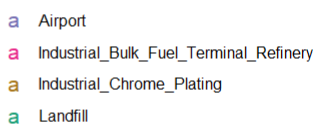 a Airport
a Industrial_Bulk_Fuel_Terminal_Refinery
a Industrial_Chrome_Plating
a Landfill